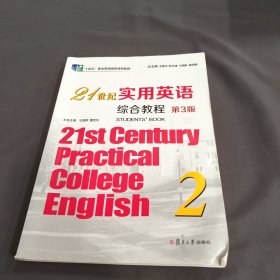 21世纪
实用英语
综合教程 第3版
STUDENTS' BOOK
21st Century
Practical
College
English
2
复旦大学出版社